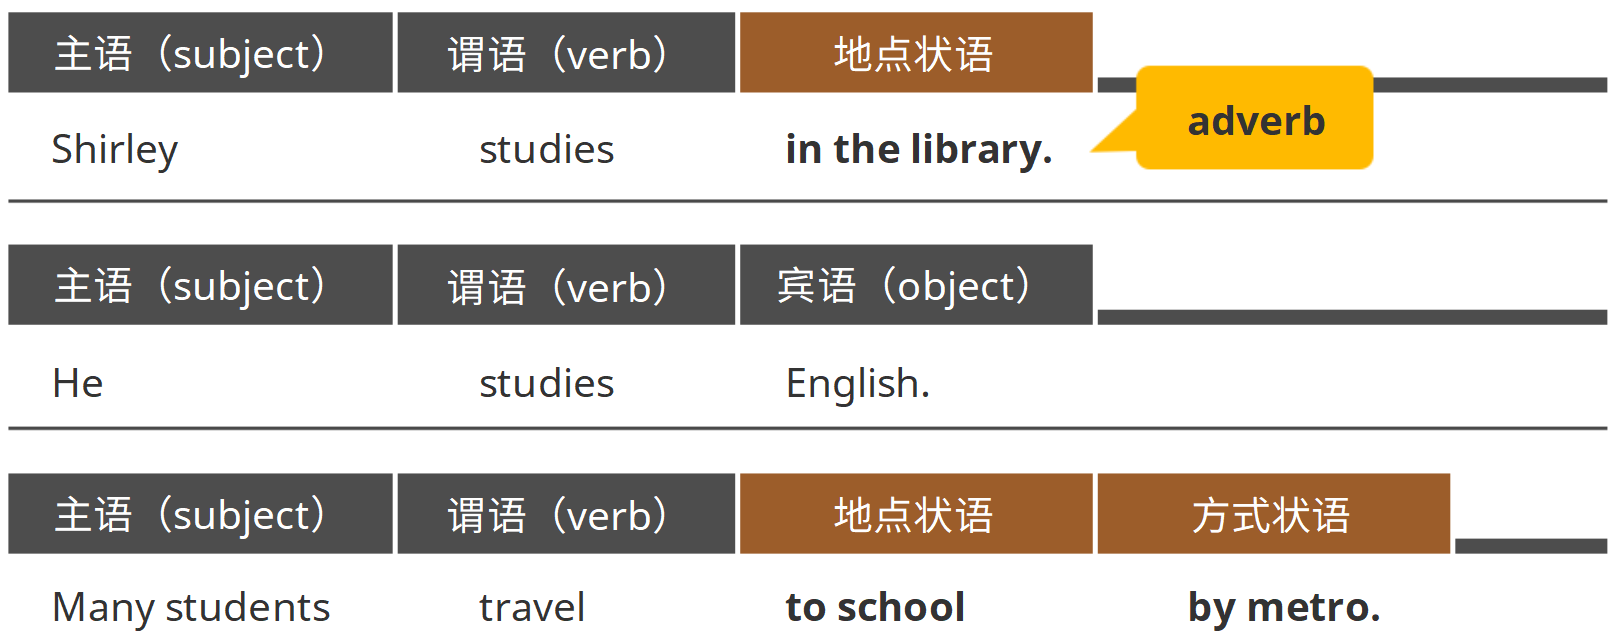 主语（subject） 谓语（verb） 地点状语
adverb
Shirley studies in the library.
主语（subject） 谓语（verb） 宾语（object）
He studies English.
主语（subject） 谓语（verb） 地点状语 方式状语
Many students travel to school by metro.